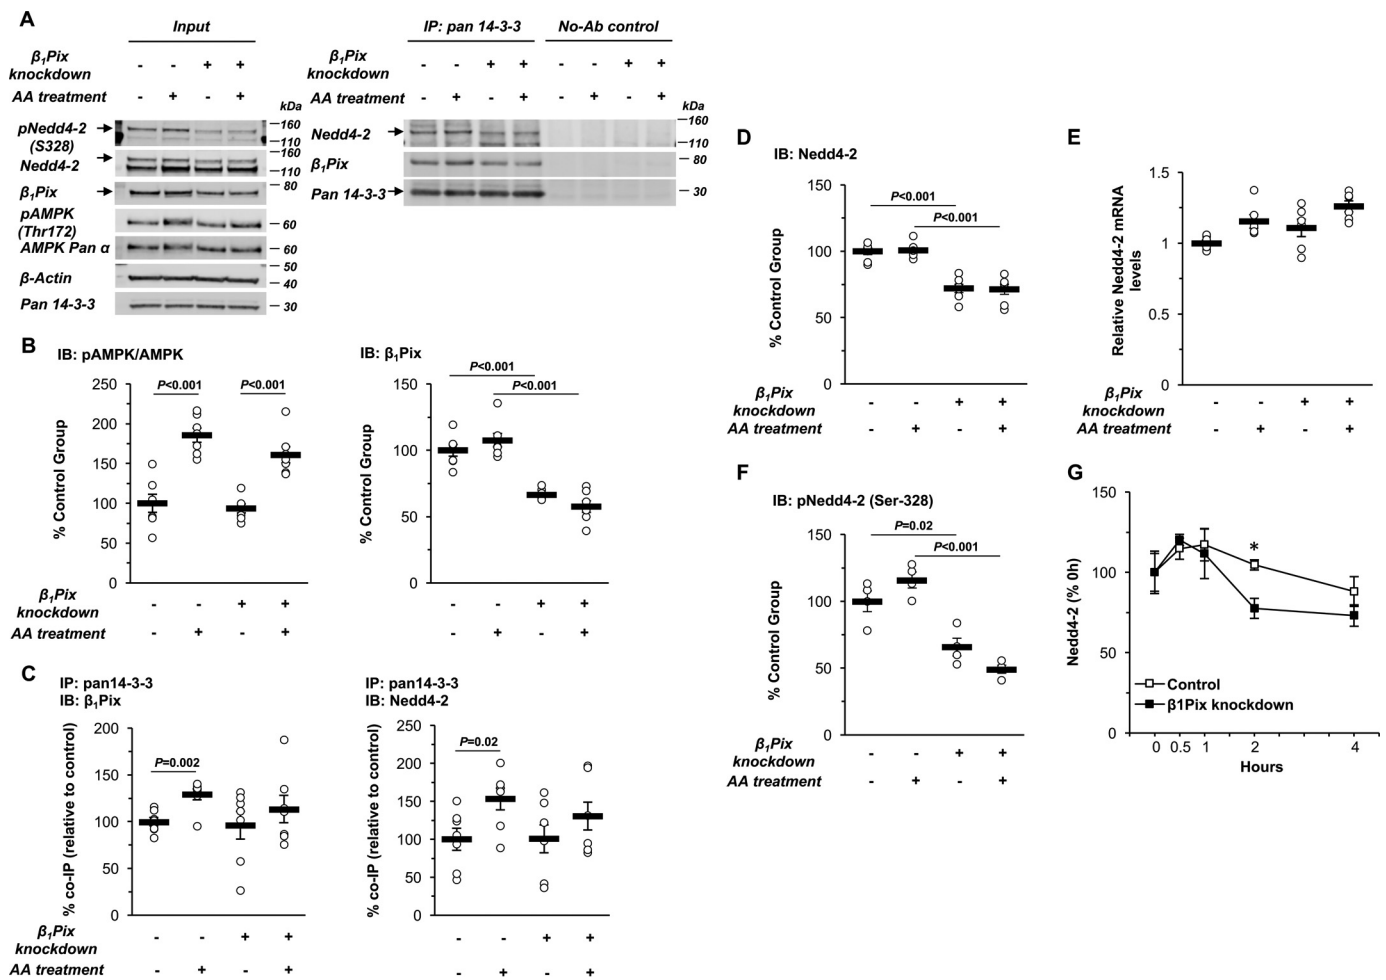 A
Input
IP: pan 14-3-3
No-Ab control
β1Pix
knockdown
- - + +
AA treatment
- + - +
kDa
pNedd4-2
(S328)
160
110
Nedd4-2
160
110
β1Pix
80
pAMPK
(Thr172)
60
AMPK Pan α
60
β-Actin
50
40
Pan 14-3-3
30
β1Pix
knockdown
- - + + - - + +
AA treatment
- + - + - + - +
kDa
Nedd4-2
160
110
β1Pix
80
Pan 14-3-3
30
B
IB: pAMPK/AMPK
% Control Group
250
200
150
100
50
0
P<0.001
P<0.001
β1Pix
knockdown
- - + +
AA treatment
- + - +
IB: β1Pix
% Control Group
150
100
50
0
P<0.001
P<0.001
- - + +
- + - +
C
IP: pan14-3-3
IB: β1Pix
% co-IP (relative to control)
200
150
100
50
0
P=0.002
β1Pix
knockdown
- - + +
AA treatment
- + - +
IP: pan14-3-3
IB: Nedd4-2
% co-IP (relative to control)
250
200
150
100
50
0
P=0.02
- - + +
- + - +
D
IB: Nedd4-2
% Control Group
150
100
50
0
P<0.001
P<0.001
β1Pix
knockdown
- - + +
AA treatment
- + - +
E
Relative Nedd4-2 mRNA
levels
1.5
1
0.5
0
β1Pix
knockdown
- - + +
AA treatment
- + - +
F
IB: pNedd4-2 (Ser-328)
% Control Group
150
100
50
0
P=0.02
P<0.001
β1Pix
knockdown
- - + +
AA treatment
- + - +
G
Nedd4-2 (% 0h)
150
100
50
0
*
Control
β1Pix knockdown
0 0.5 1 2 4
Hours